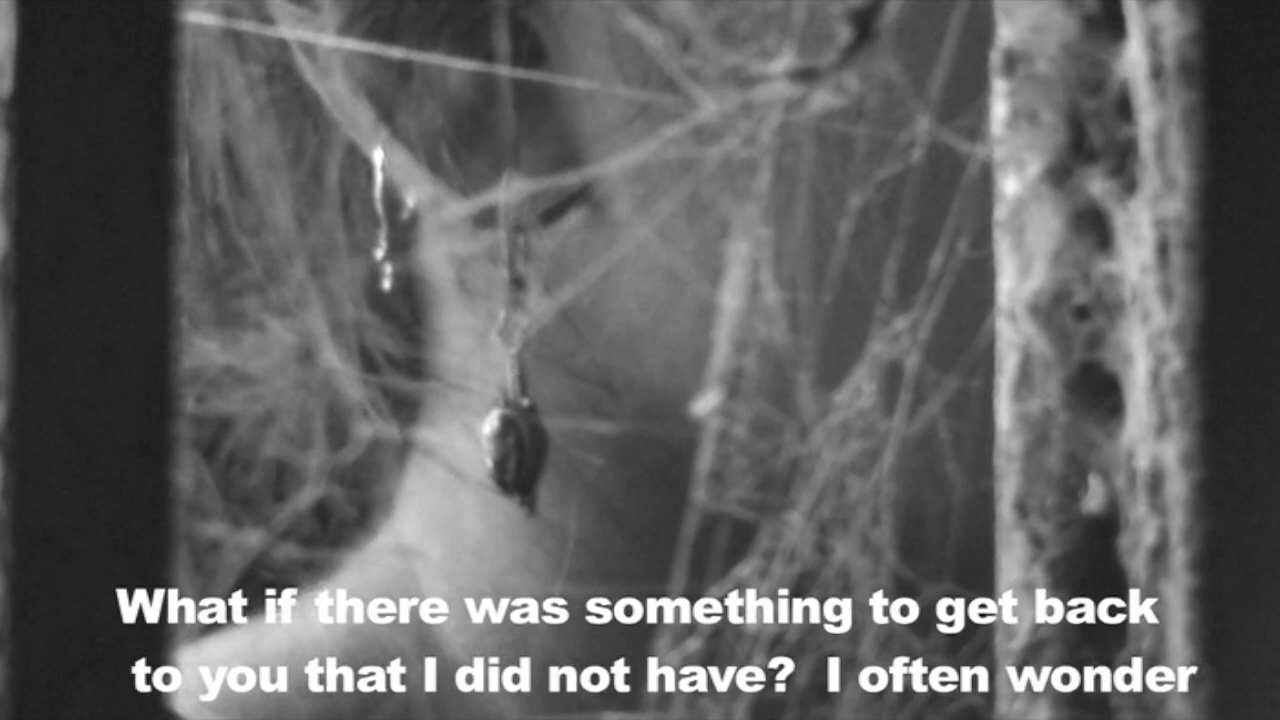 What if there was something to get back
to you that I did not have?  I often wonder